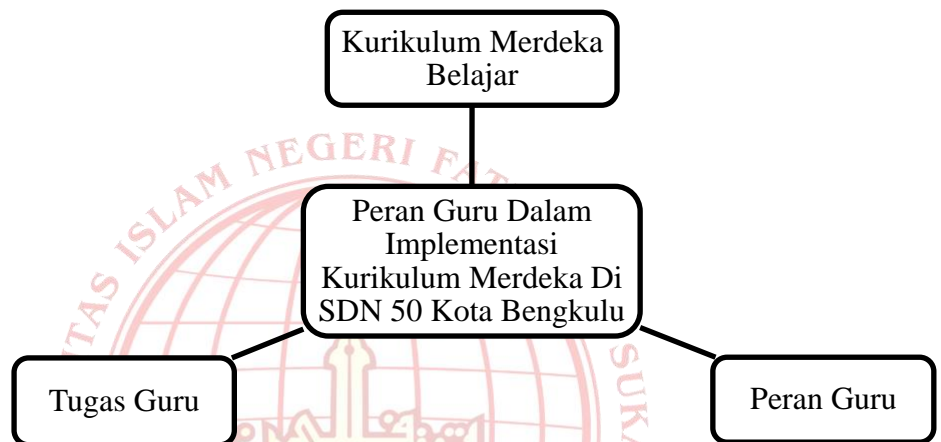 Kurikulum Merdeka
Belajar
NEGERI
ISLAM
Peran Guru Dalam
Implementasi
Kurikulum Merdeka Di
SDN 50 Kota Bengkulu
Tugas Guru
Peran Guru